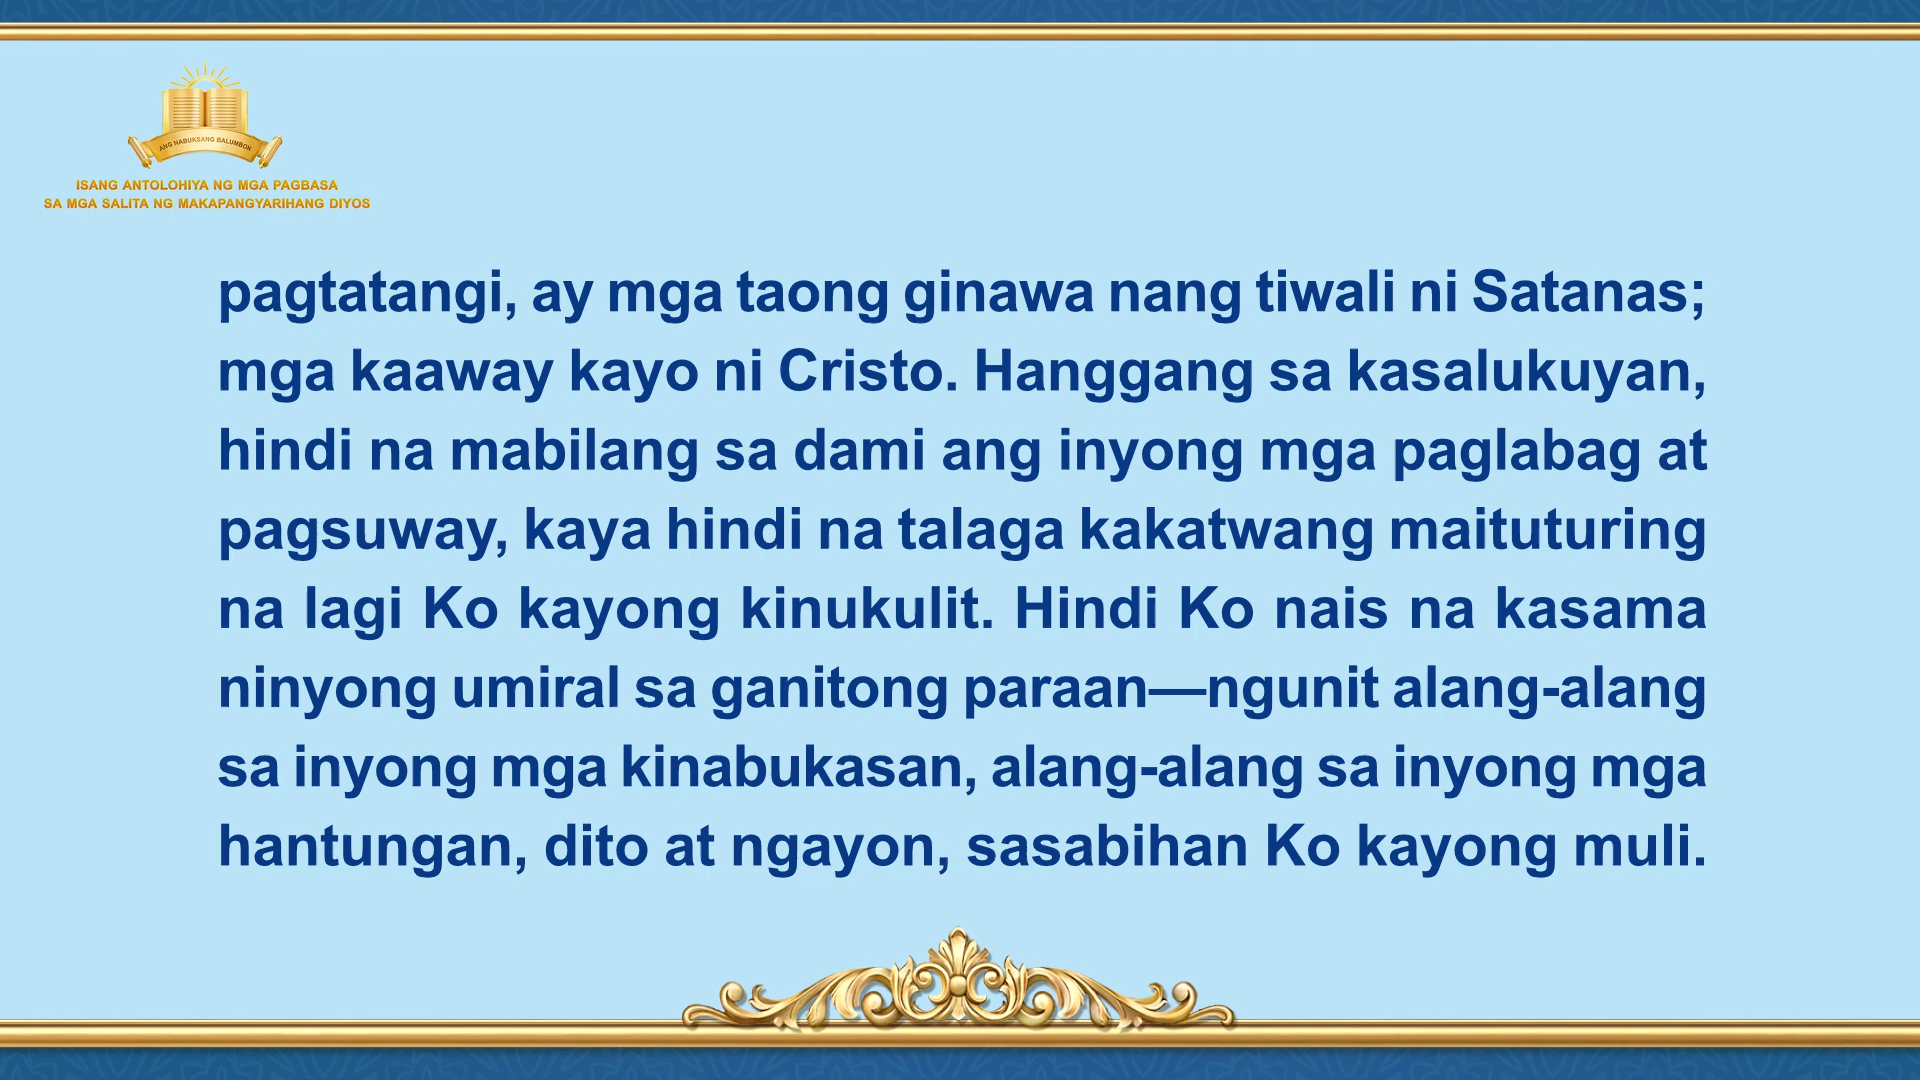 ANG NABUKSANG BALUMBON
ISANG ANTOLOHIYA NG MGA PAGBASA
SA MGA SALITA NG MAKAPANGYARIHANG DIYOS
pagtatangi, ay mga taong ginawa nang tiwali ni Satanas;
mga kaaway kayo ni Cristo. Hanggang sa kasalukuyan,
hindi na mabilang sa dami ang inyong mga paglabag at
pagsuway, kaya hindi na talaga kakatwang maituturing
na lagi Ko kayong kinukulit. Hindi Ko nais na kasama
ninyong umiral sa ganitong paraan—ngunit alang-alang
sa inyong mga kinabukasan, alang-alang sa inyong mga
hantungan, dito at ngayon, sasabihan Ko kayong muli.